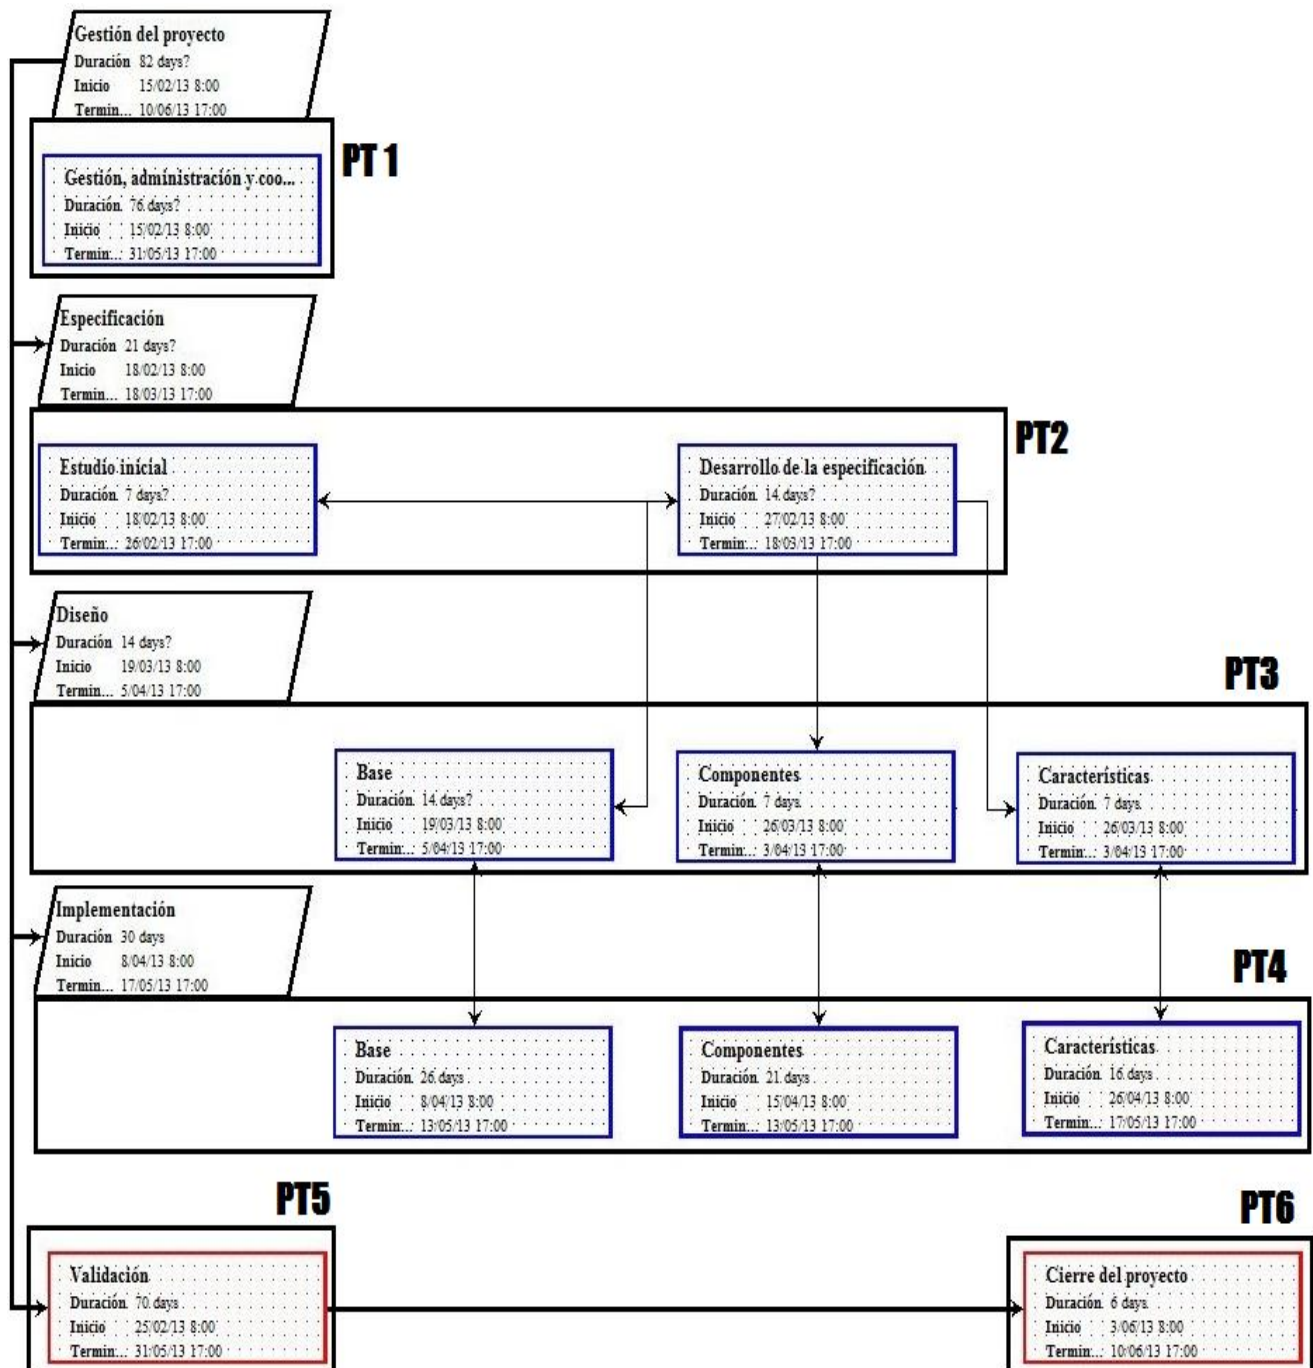 Gestión del proyecto
Duración 82 days?
Inicio 15/02/13 8:00
Termin... 10/06/13 17:00
PT 1
Gestión, administración y coo...
Duración 76 days?
Inicio 15/02/13 8:00
Termin... 31/05/13 17:00
Especificación
Duración 21 days?
Inicio 18/02/13 8:00
Termin... 18/03/13 17:00
PT2
Estudio inicial
Duración 7 days?
Inicio 18/02/13 8:00
Termin... 26/02/13 17:00
Desarrollo de la especificación
Duración 14 days?
Inicio 27/02/13 8:00
Termin... 18/03/13 17:00
Diseño
Duración 14 days?
Inicio 19/03/13 8:00
Termin... 5/04/13 17:00
PT3
Base
Duración 14 days?
Inicio 19/03/13 8:00
Termin... 5/04/13 17:00
Componentes
Duración 7 days
Inicio 26/03/13 8:00
Termin... 3/04/13 17:00
Características
Duración 7 days
Inicio 26/03/13 8:00
Termin... 3/04/13 17:00
Implementación
Duración 30 days
Inicio 8/04/13 8:00
Termin... 17/05/13 17:00
PT4
Base
Duración 26 days
Inicio 8/04/13 8:00
Termin... 13/05/13 17:00
Componentes
Duración 21 days
Inicio 15/04/13 8:00
Termin... 13/05/13 17:00
Características
Duración 16 days
Inicio 26/04/13 8:00
Termin... 17/05/13 17:00
PT5
Validación
Duración 70 days
Inicio 25/02/13 8:00
Termin... 31/05/13 17:00
PT6
Cierre del proyecto
Duración 6 days
Inicio 3/06/13 8:00
Termin... 10/06/13 17:00